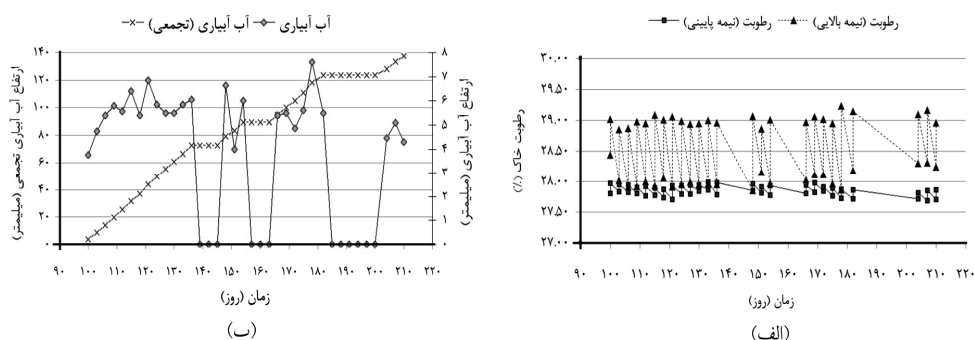 رطوبت (نیمه پایینی) رطوبت (نیمه بالایی)
۳۰.۰۰
۲۹.۵۰
۲۹.۰۰
۲۸.۵۰
۲۸.۰۰
۲۷.۵۰
۲۷.۰۰
رطوبت خاک (٪)
۹۰ ۱۰۰ ۱۱۰ ۱۲۰ ۱۳۰ ۱۴۰ ۱۵۰ ۱۶۰ ۱۷۰ ۱۸۰ ۱۹۰ ۲۰۰ ۲۱۰ ۲۲۰
زمان (روز)
(الف)
آب آبیاری (تجمعی) آب آبیاری
۱۴۰
۱۲۰
۱۰۰
۸۰
۶۰
۴۰
۲۰
۰
ارتفاع آب آبیاری تجمعی (میلیمتر)
۸
۷
۶
۵
۴
۳
۲
۱
۰
ارتفاع آب آبیاری (میلیمتر)
۹۰ ۱۰۰ ۱۱۰ ۱۲۰ ۱۳۰ ۱۴۰ ۱۵۰ ۱۶۰ ۱۷۰ ۱۸۰ ۱۹۰ ۲۰۰ ۲۱۰ ۲۲۰
زمان (روز)
(ب)